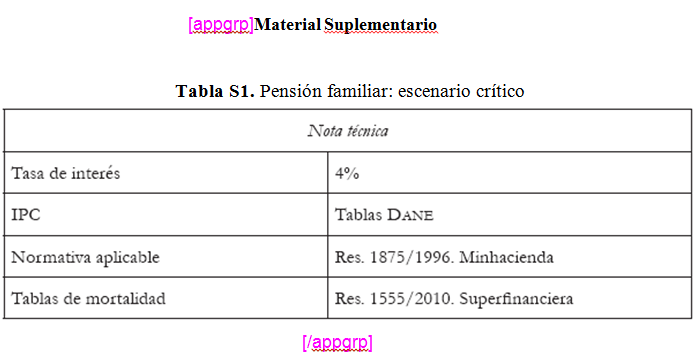 [appgrp]Material Suplementario
Tabla S1. Pensión familiar: escenario crítico
Nota técnica
Tasa de interés 4%
IPC Tablas DANE
Normativa aplicable Res. 1875/1996. Minhacienda
Tablas de mortalidad Res. 1555/2010. Superfinanciera
[/appgrp]